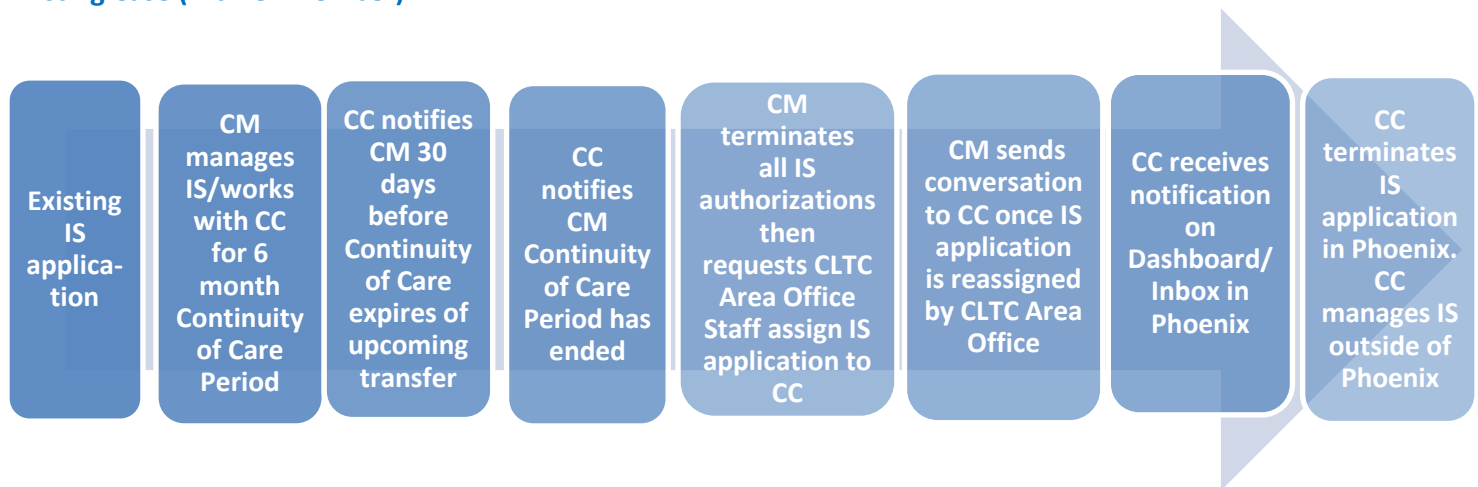 Existing
IS
applica-
tion
CM
manages
IS/works
with CC
for 6
month
Continuity
of Care
Period
CC notifies
CM 30
days
before
Continuity
of Care
expires of
upcoming
transfer
CC
notifies
CM
Continuity
of Care
Period has
ended
CM
terminates
all IS
authorizations
then
requests CLTC
Area Office
Staff assign IS
application to
CC
CM sends
conversation
to CC once IS
application
is reassigned
by CLTC Area
Office
CC receives
notification
on
Dashboard/
Inbox in
Phoenix
CC
terminates
IS
application
in Phoenix.
CC
manages IS
outside of
Phoenix